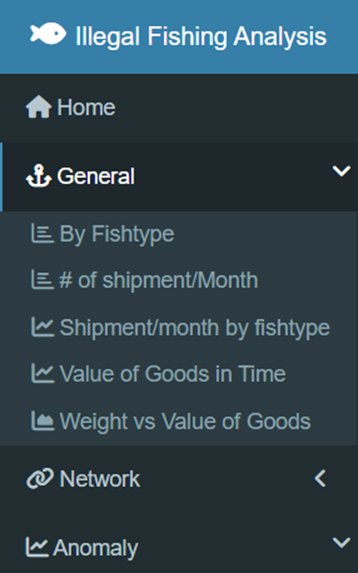 Illegal Fishing Analysis
Home
General
By Fishtype
# of shipment/Month
Shipment/month by fishtype
Value of Goods in Time
Weight vs Value of Goods
Network
Anomaly